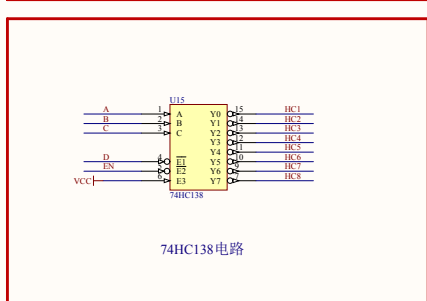 U15
A 1 A Y0 15 HC1
B 2 B Y1 14 HC2
C 3 C Y2 13 HC3
Y3 12 HC4
Y4 11 HC5
D 4 E1 Y5 10 HC6
EN 5 E2 Y6 9 HC7
VCC 6 E3 Y7 7 HC8
74HC138
74HC138电路